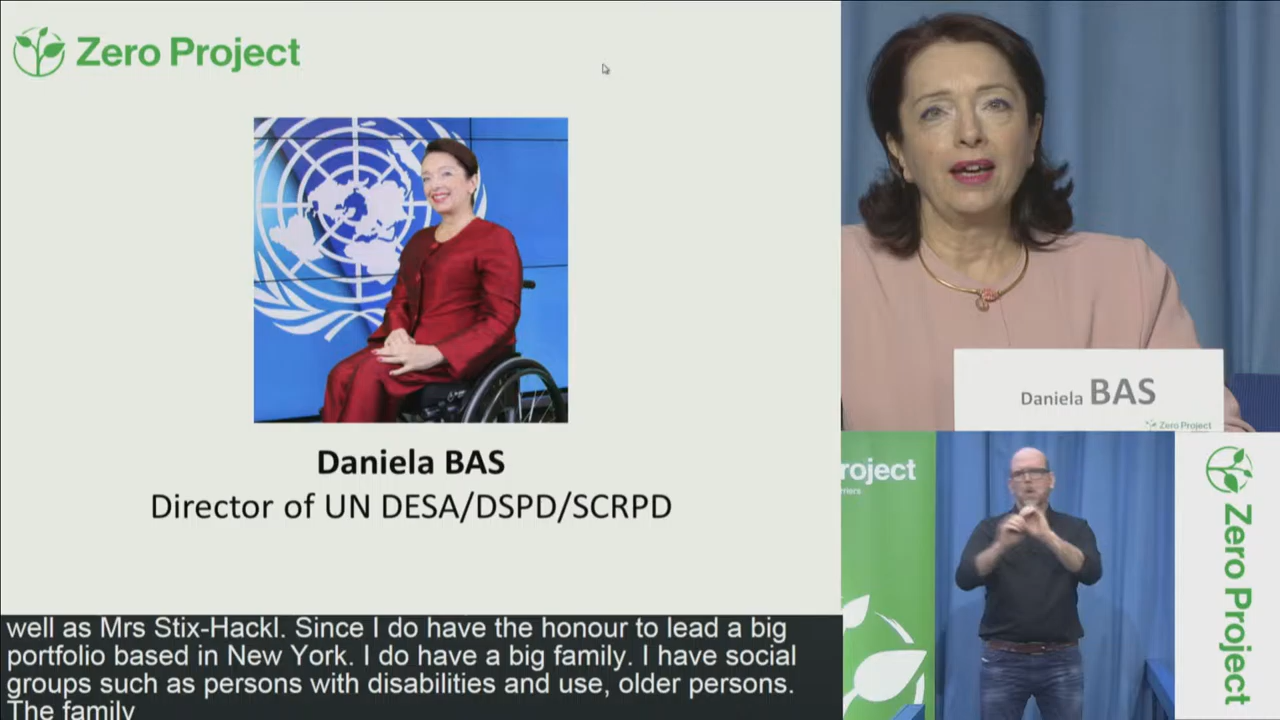 Zero Project
Daniela BAS
Director of UN DESA/DSPD/SCRPD
well as Mrs Stix-Hackl. Since I do have the honour to lead a big
portfolio based in New York. I do have a big family. I have social
groups such as persons with disabilities and use, older persons.
The family
Daniela BAS
Zero Project
roject
rriers
Zero Project